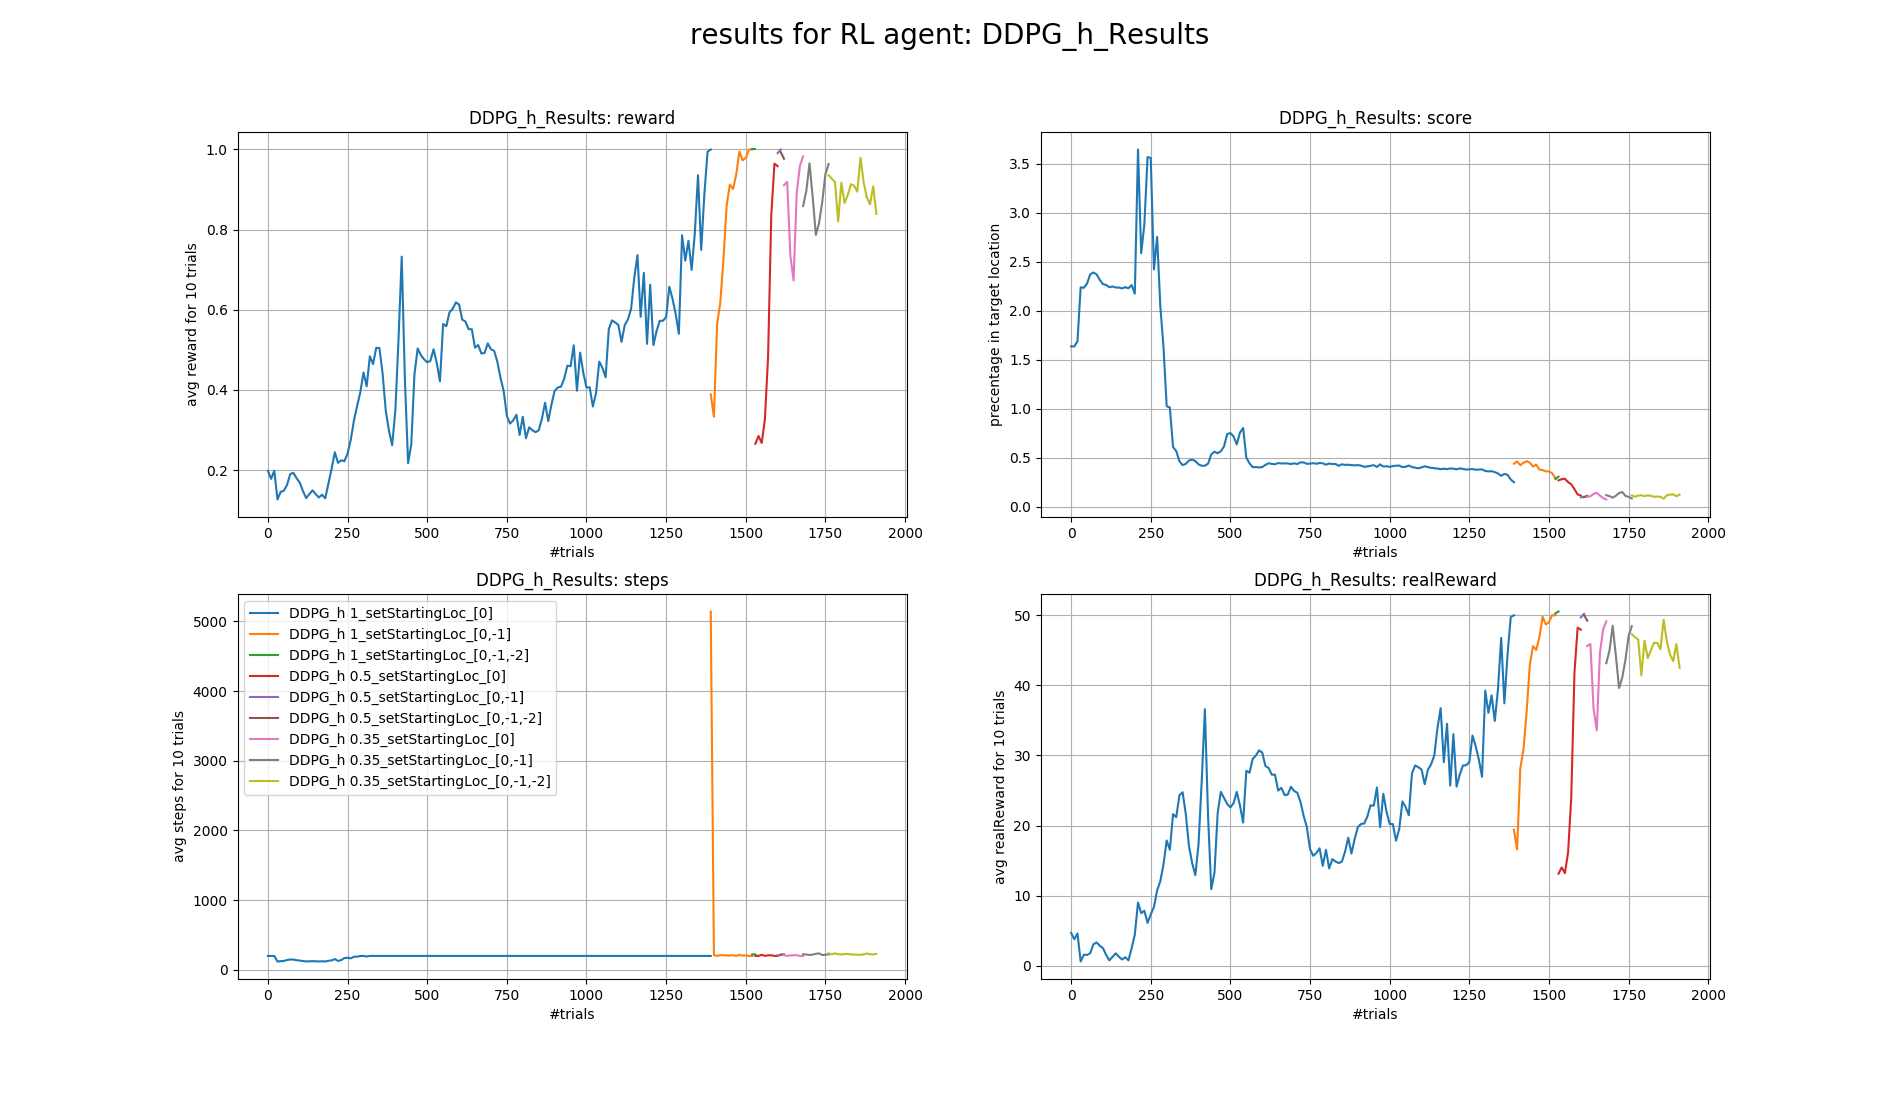 results for RL agent: DDPG_h_Results
DDPG_h_Results: reward
avg reward for 10 trials
1.0
0.8
0.6
0.4
0.2
0 250 500 750 1000 1250 1500 1750 2000
#trials
DDPG_h_Results: score
precentage in target location
3.5
3.0
2.5
2.0
1.5
1.0
0.5
0.0
0 250 500 750 1000 1250 1500 1750 2000
#trials
DDPG_h_Results: steps
avg steps for 10 trials
5000
4000
3000
2000
1000
0
DDPG_h 1_setStartingLoc_[0]
DDPG_h 1_setStartingLoc_[0,-1]
DDPG_h 1_setStartingLoc_[0,-1,-2]
DDPG_h 0.5_setStartingLoc_[0]
DDPG_h 0.5_setStartingLoc_[0,-1]
DDPG_h 0.5_setStartingLoc_[0,-1,-2]
DDPG_h 0.35_setStartingLoc_[0]
DDPG_h 0.35_setStartingLoc_[0,-1]
DDPG_h 0.35_setStartingLoc_[0,-1,-2]
0 250 500 750 1000 1250 1500 1750 2000
#trials
DDPG_h_Results: realReward
avg realReward for 10 trials
50
40
30
20
10
0
0 250 500 750 1000 1250 1500 1750 2000
#trials